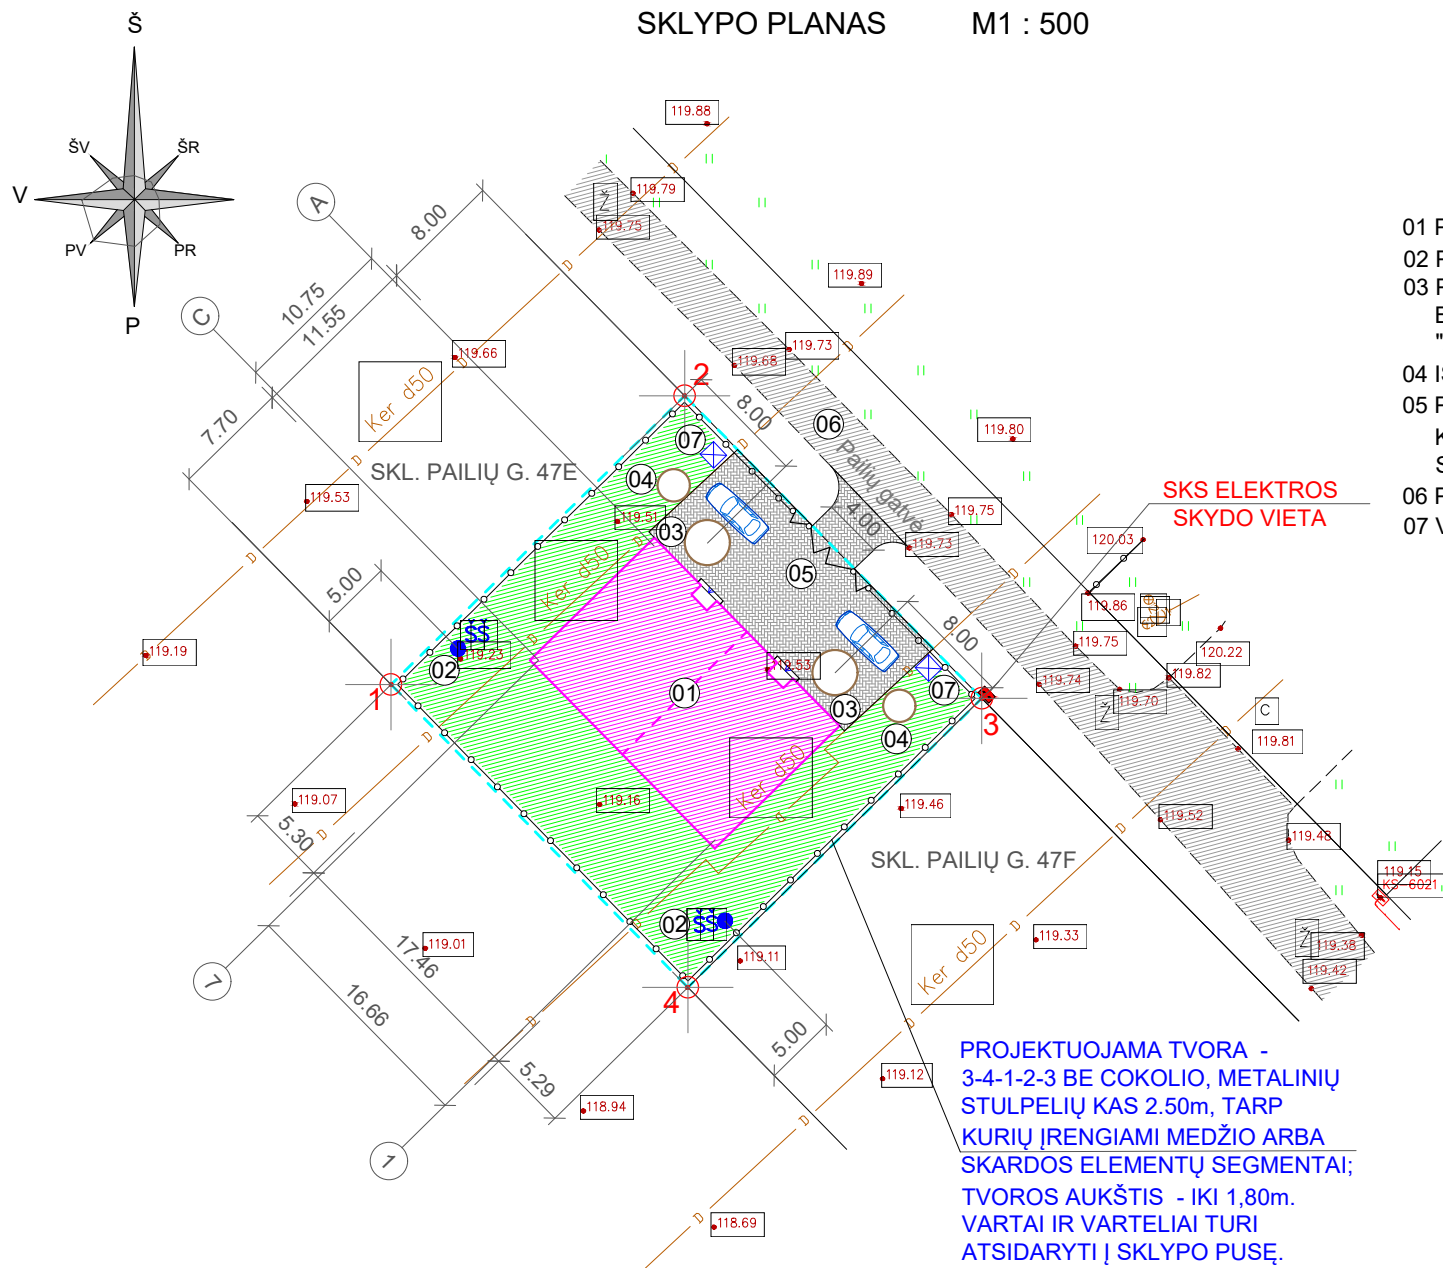 SKLYPO PLANAS M1 : 500
Š
ŠV
ŠR
V
PV
PR
P
119.88
119.79
119.75
Ž
A
8.00
10.75
11.55
C
7.70
119.89
119.66
119.73
119.68
Ker d50
2
8.00
06
119.80
07
SKL. PAILIŲ G. 47E
04
Pailių gatvė
4.00
119.53
119.51
03
119.75
119.73
SKS ELEKTROS
SKYDO VIETA
120.03
05
Ker d50
5.00
119.86
119.75
120.22
119.82
119.74
119.70
Ž
C
119.81
8.00
ŠŠ
119.23
02
1
119.19
01
119.53
03
07
04
3
Ker d50
119.07
119.16
119.46
119.52
119.48
5.30
SKL. PAILIŲ G. 47F
119.15
KS-6021
Ž
119.38
119.42
02
ŠŠ
119.11
119.01
17.46
16.66
7
4
Ker d50
119.33
5.00
5.29
119.12
118.94
1
118.69
PROJEKTUOJAMA TVORA -
3-4-1-2-3 BE COKOLIO, METALINIŲ
STULPELIŲ KAS 2.50m, TARP
KURIŲ ĮRENGIAMI MEDŽIO ARBA
SKARDOS ELEMENTŲ SEGMENTAI;
TVOROS AUKŠTIS - IKI 1,80m.
VARTAI IR VARTELIAI TURI
ATSIDARYTI Į SKLYPO PUSĘ.
01
02
03
04
05
06
07